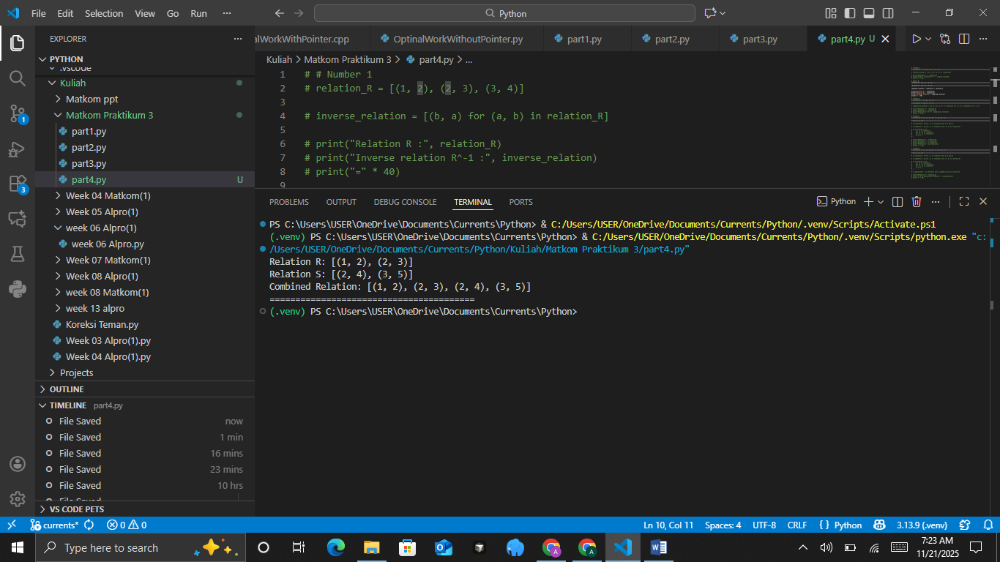 File Edit Selection View Go Run ··· Python
EXPLORER ···
PYTHON
.vscode
Kuliah
Matkom ppt
Matkom Praktikum 3
part1.py
part2.py
part3.py
part4.py U
Week 04 Matkom(1)
Week 05 Alpro(1)
week 06 Alpro(1)
week 06 Alpro.py
Week 07 Matkom(1)
Week 08 Alpro(1)
week 08 Matkom(1)
week 13 alpro
Koreksi Teman.py
Week 03 Alpro(1).py
Week 04 Alpro(1).py
Projects
OUTLINE
TIMELINE part4.py
File Saved now
File Saved 1 min
File Saved 16 mins
File Saved 23 mins
File Saved 10 hrs
File Saved
VS CODE PETS
1
3
alWorkWithPointer.cpp OptinalWorkWithoutPointer.py part1.py part2.py part3.py part4.py U
Kuliah > Matkom Praktikum 3 > part4.py > ...
1 # # Number 1
2 # relation_R = [(1, 2), (2, 3), (3, 4)]
3
4 # inverse_relation = [(b, a) for (a, b) in relation_R]
5
6 # print("Relation R :", relation_R)
7 # print("Inverse relation R^-1 :", inverse_relation)
8 # print("=" * 40)
9
PROBLEMS OUTPUT DEBUG CONSOLE TERMINAL PORTS Python
PS C:\Users\USER\OneDrive\Documents\Currents\Python> & C:/Users/USER/OneDrive/Documents/Currents/Python/.venv/Scripts/Activate.ps1
(.venv) PS C:\Users\USER\OneDrive\Documents\Currents\Python> & C:/Users/USER/OneDrive/Documents/Currents/Python/.venv/Scripts/python.exe "c:
/Users/USER/OneDrive/Documents/Currents/Python/Kuliah/Matkom Praktikum 3/part4.py"
Relation R: [(1, 2), (2, 3)]
Relation S: [(2, 4), (3, 5)]
Combined Relation: [(1, 2), (2, 3), (2, 4), (3, 5)]
========================================
(.venv) PS C:\Users\USER\OneDrive\Documents\Currents\Python>
currents* 0 0 Ln 10, Col 11 Spaces: 4 UTF-8 CRLF { } Python 3.13.9 (.venv)
Type here to search
7:23 AM
11/21/2025